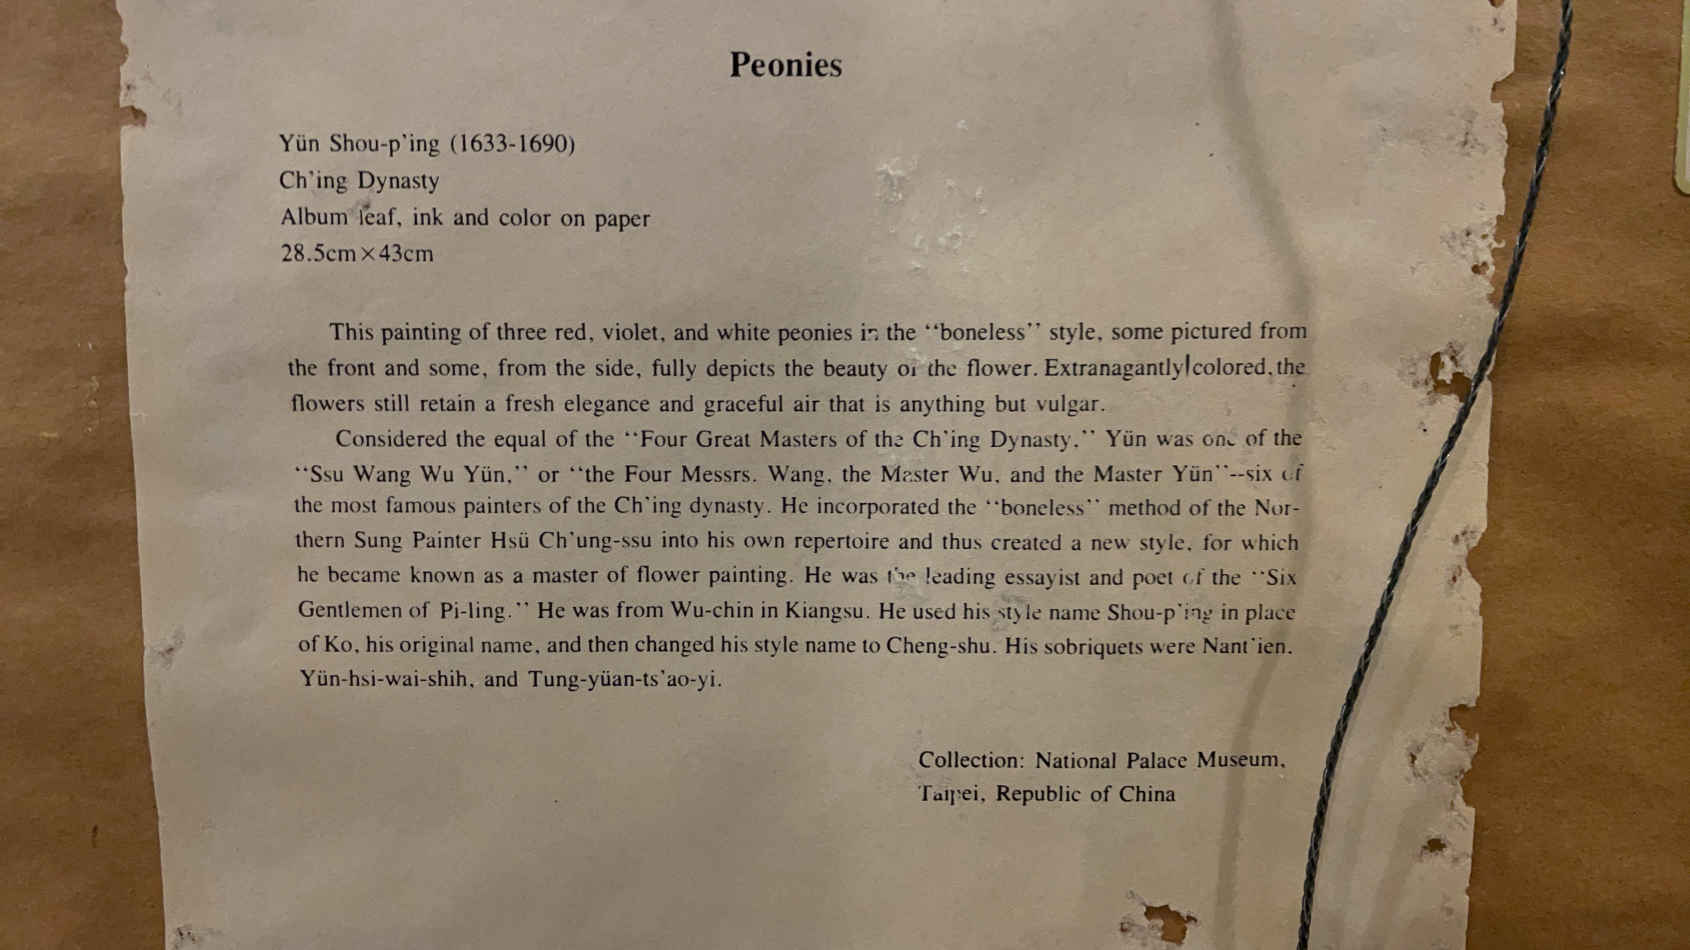 Peonies
Yün Shou-p'ing (1633-1690)
Ch'ing Dynasty
Album leaf, ink and color on paper
28.5cm×43cm
This painting of three red, violet, and white peonies in the “boneless” style, some pictured from
the front and some, from the side, fully depicts the beauty of the flower. Extranagantly colored, the
flowers still retain a fresh elegance and graceful air that is anything but vulgar.
Considered the equal of the “Four Great Masters of the Ch'ing Dynasty,” Yün was one of the
“Ssu Wang Wu Yün,” or “the Four Messrs. Wang, the Master Wu, and the Master Yün”--six of
the most famous painters of the Ch'ing dynasty. He incorporated the “boneless” method of the Nor-
thern Sung Painter Hsü Ch'ung-ssu into his own repertoire and thus created a new style, for which
he became known as a master of flower painting. He was the leading essayist and poet of the “Six
Gentlemen of Pi-ling.” He was from Wu-chin in Kiangsu. He used his style name Shou-p'ing in place
of Ko, his original name, and then changed his style name to Cheng-shu. His sobriquets were Nant'ien,
Yün-hsi-wai-shih, and Tung-yüan-ts'ao-yi.
Collection: National Palace Museum,
Taipei, Republic of China